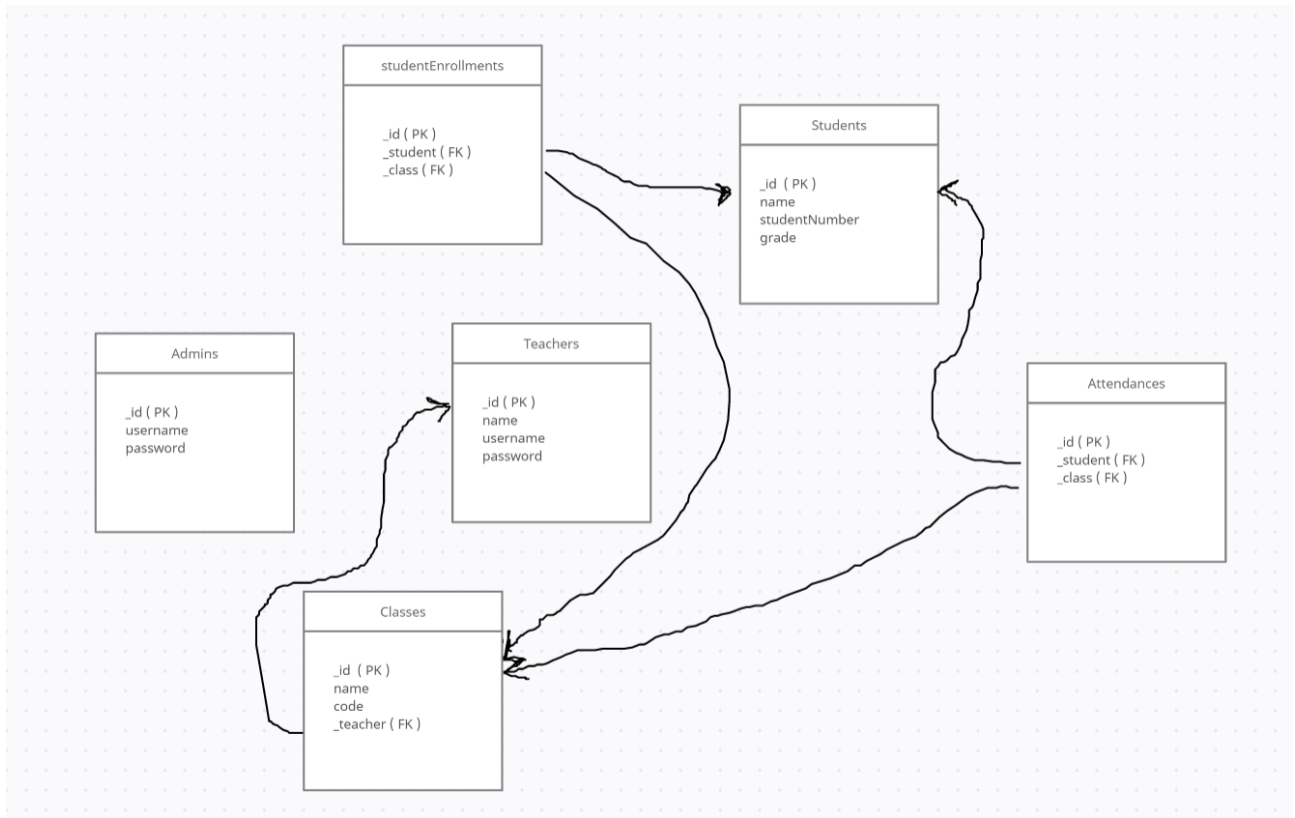 studentEnrollments
_id ( PK )
_student ( FK )
_class ( FK )
Students
_id  ( PK )
name
studentNumber
grade
Admins
_id ( PK )
username
password
Teachers
_id ( PK )
name
username
password
Attendances
_id ( PK )
_student ( FK )
_class ( FK )
Classes
_id  ( PK )
name
code
_teacher ( FK )